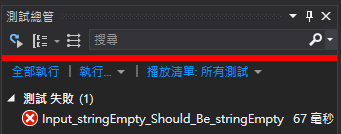 測試總管
搜尋
全部執行 | 執行... | 播放清單: 所有測試
測試 失敗 (1)
Input_stringEmpty_Should_Be_stringEmpty 67 毫秒